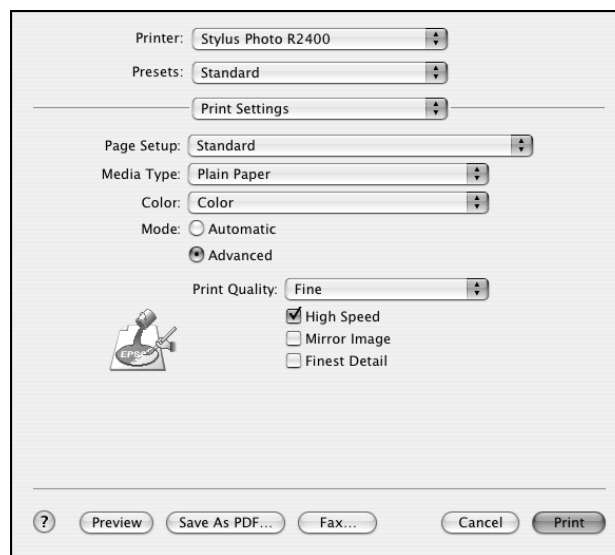 Printer: Stylus Photo R2400
Presets: Standard
Print Settings
Page Setup: Standard
Media Type: Plain Paper
Color: Color
Mode: Automatic
Advanced
Print Quality: Fine
High Speed
Mirror Image
Finest Detail
? Preview Save As PDF... Fax... Cancel Print